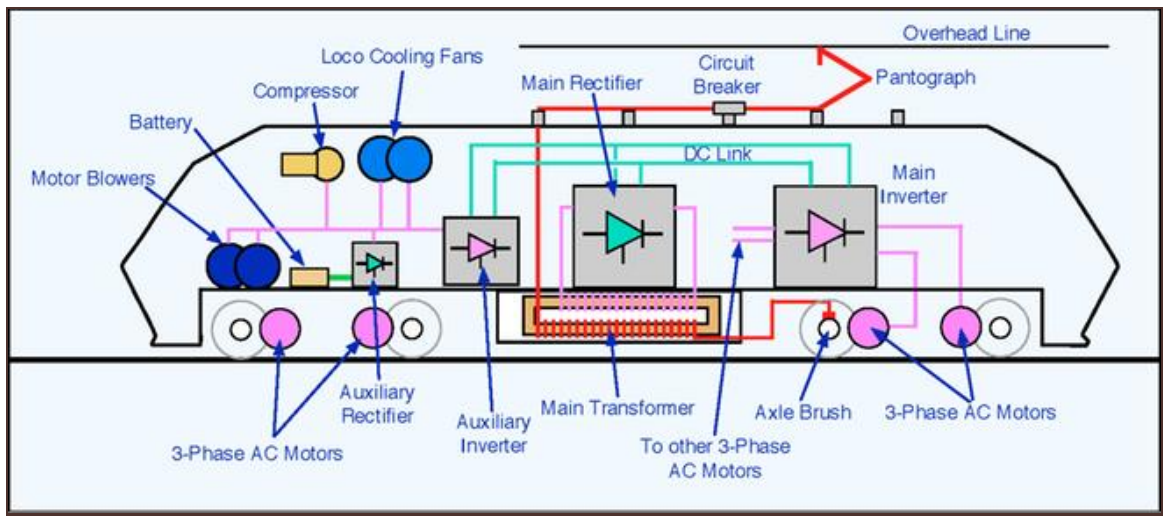 Overhead Line
Loco Cooling Fans
Circuit
Breaker
Main Rectifier
Pantograph
Compressor
Battery
DC Link
Main
Inverter
Motor Blowers
Auxiliary
Rectifier
Main Transformer
Axle Brush
3-Phase AC Motors
Auxiliary
Inverter
To other 3-Phase
AC Motors
3-Phase AC Motors